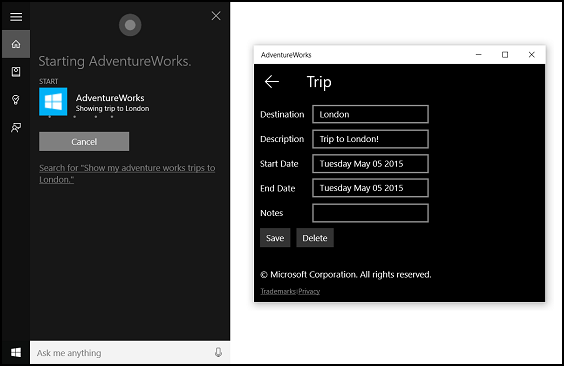 Starting AdventureWorks.
START
AdventureWorks
Showing trip to London
Cancel
Search for "Show my adventure works trips to
London."
Ask me anything
AdventureWorks
Trip
Destination London
Description Trip to London!
Start Date Tuesday May 05 2015
End Date Tuesday May 05 2015
Notes
Save Delete
© Microsoft Corporation. All rights reserved.
Trademarks|Privacy